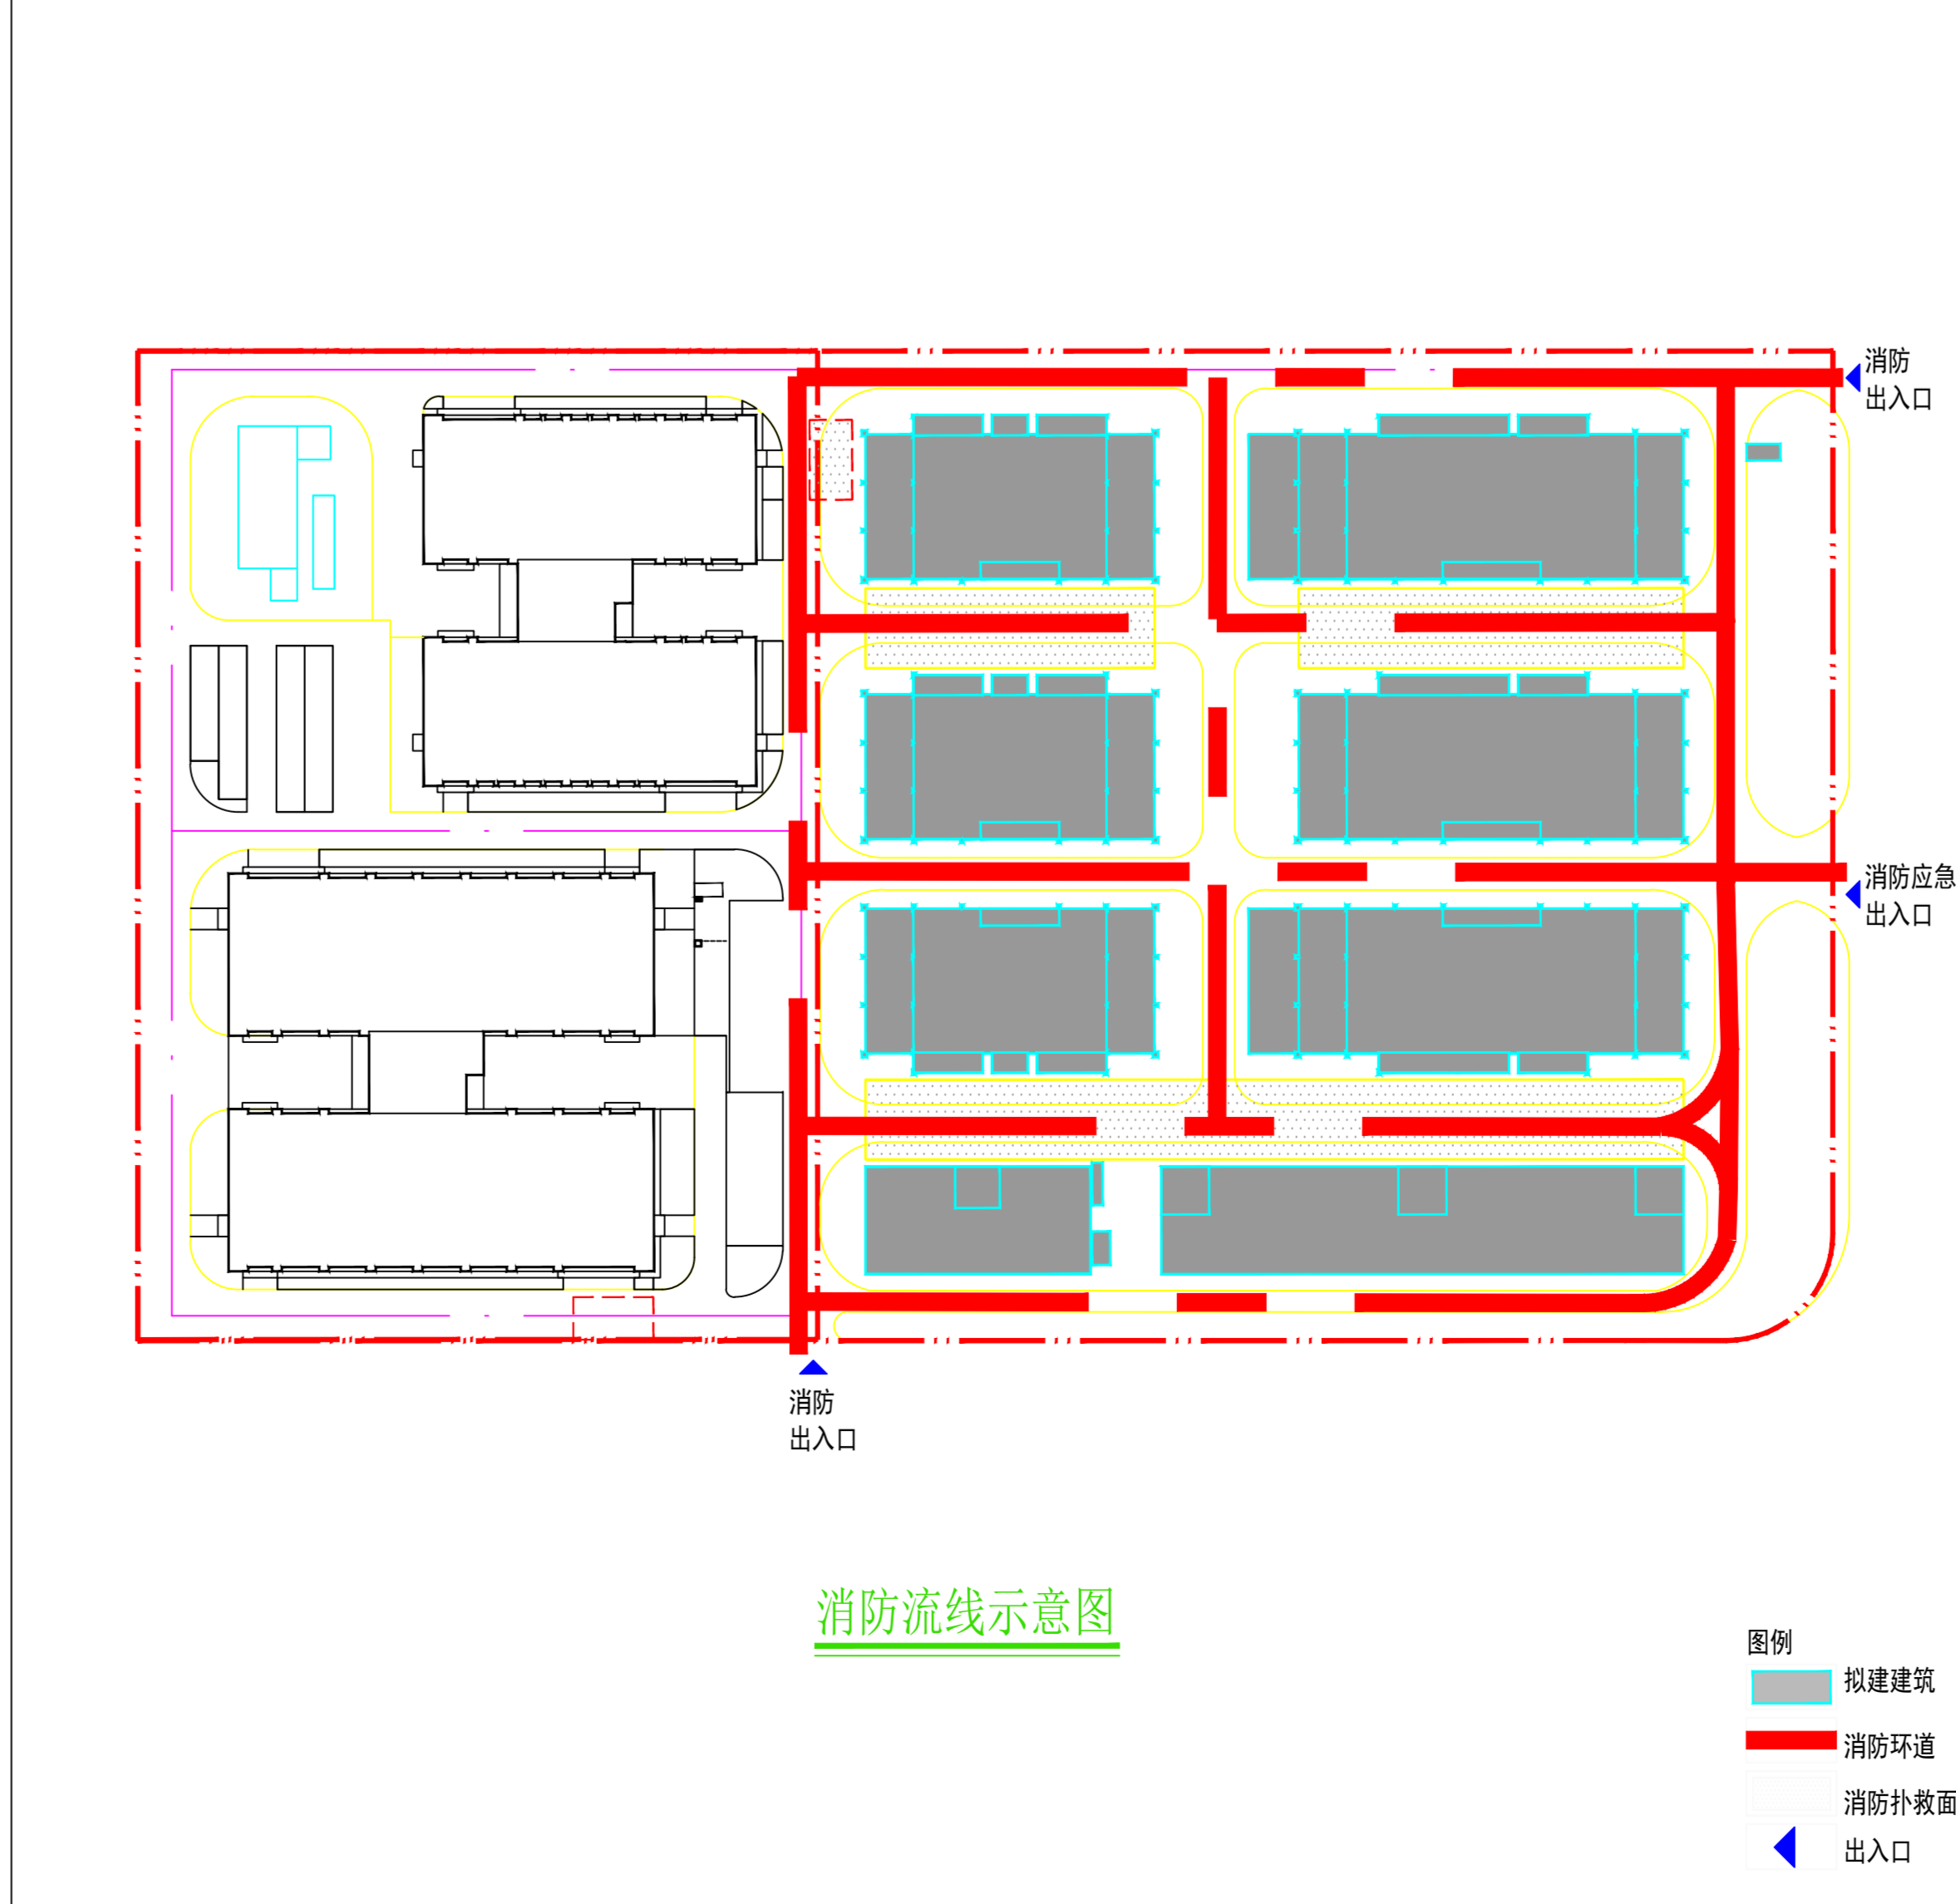 消防
出入口
消防应急
出入口
消防
出入口
消防流线示意图
图例
拟建建筑
消防环道
消防扑救面
出入口